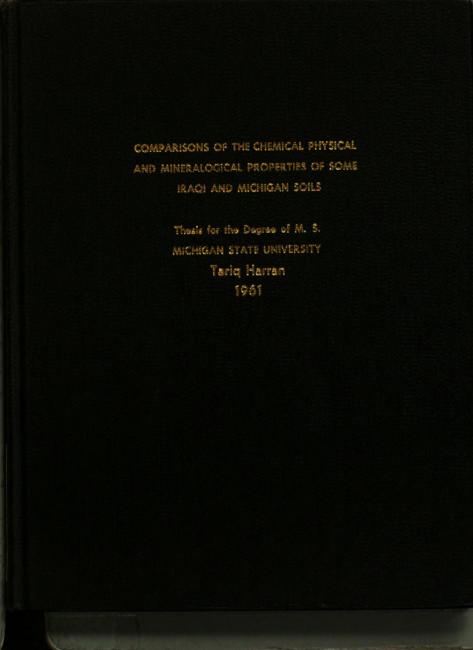 COMPARISONS OF THE CHEMICAL PHYSICAL
AND MINERALOGICAL PROPERTIES OF SOME
IRAQI AND MICHIGAN SOILS
Thesis for the Degree of M. S.
MICHIGAN STATE UNIVERSITY
Tariq Harran
1961